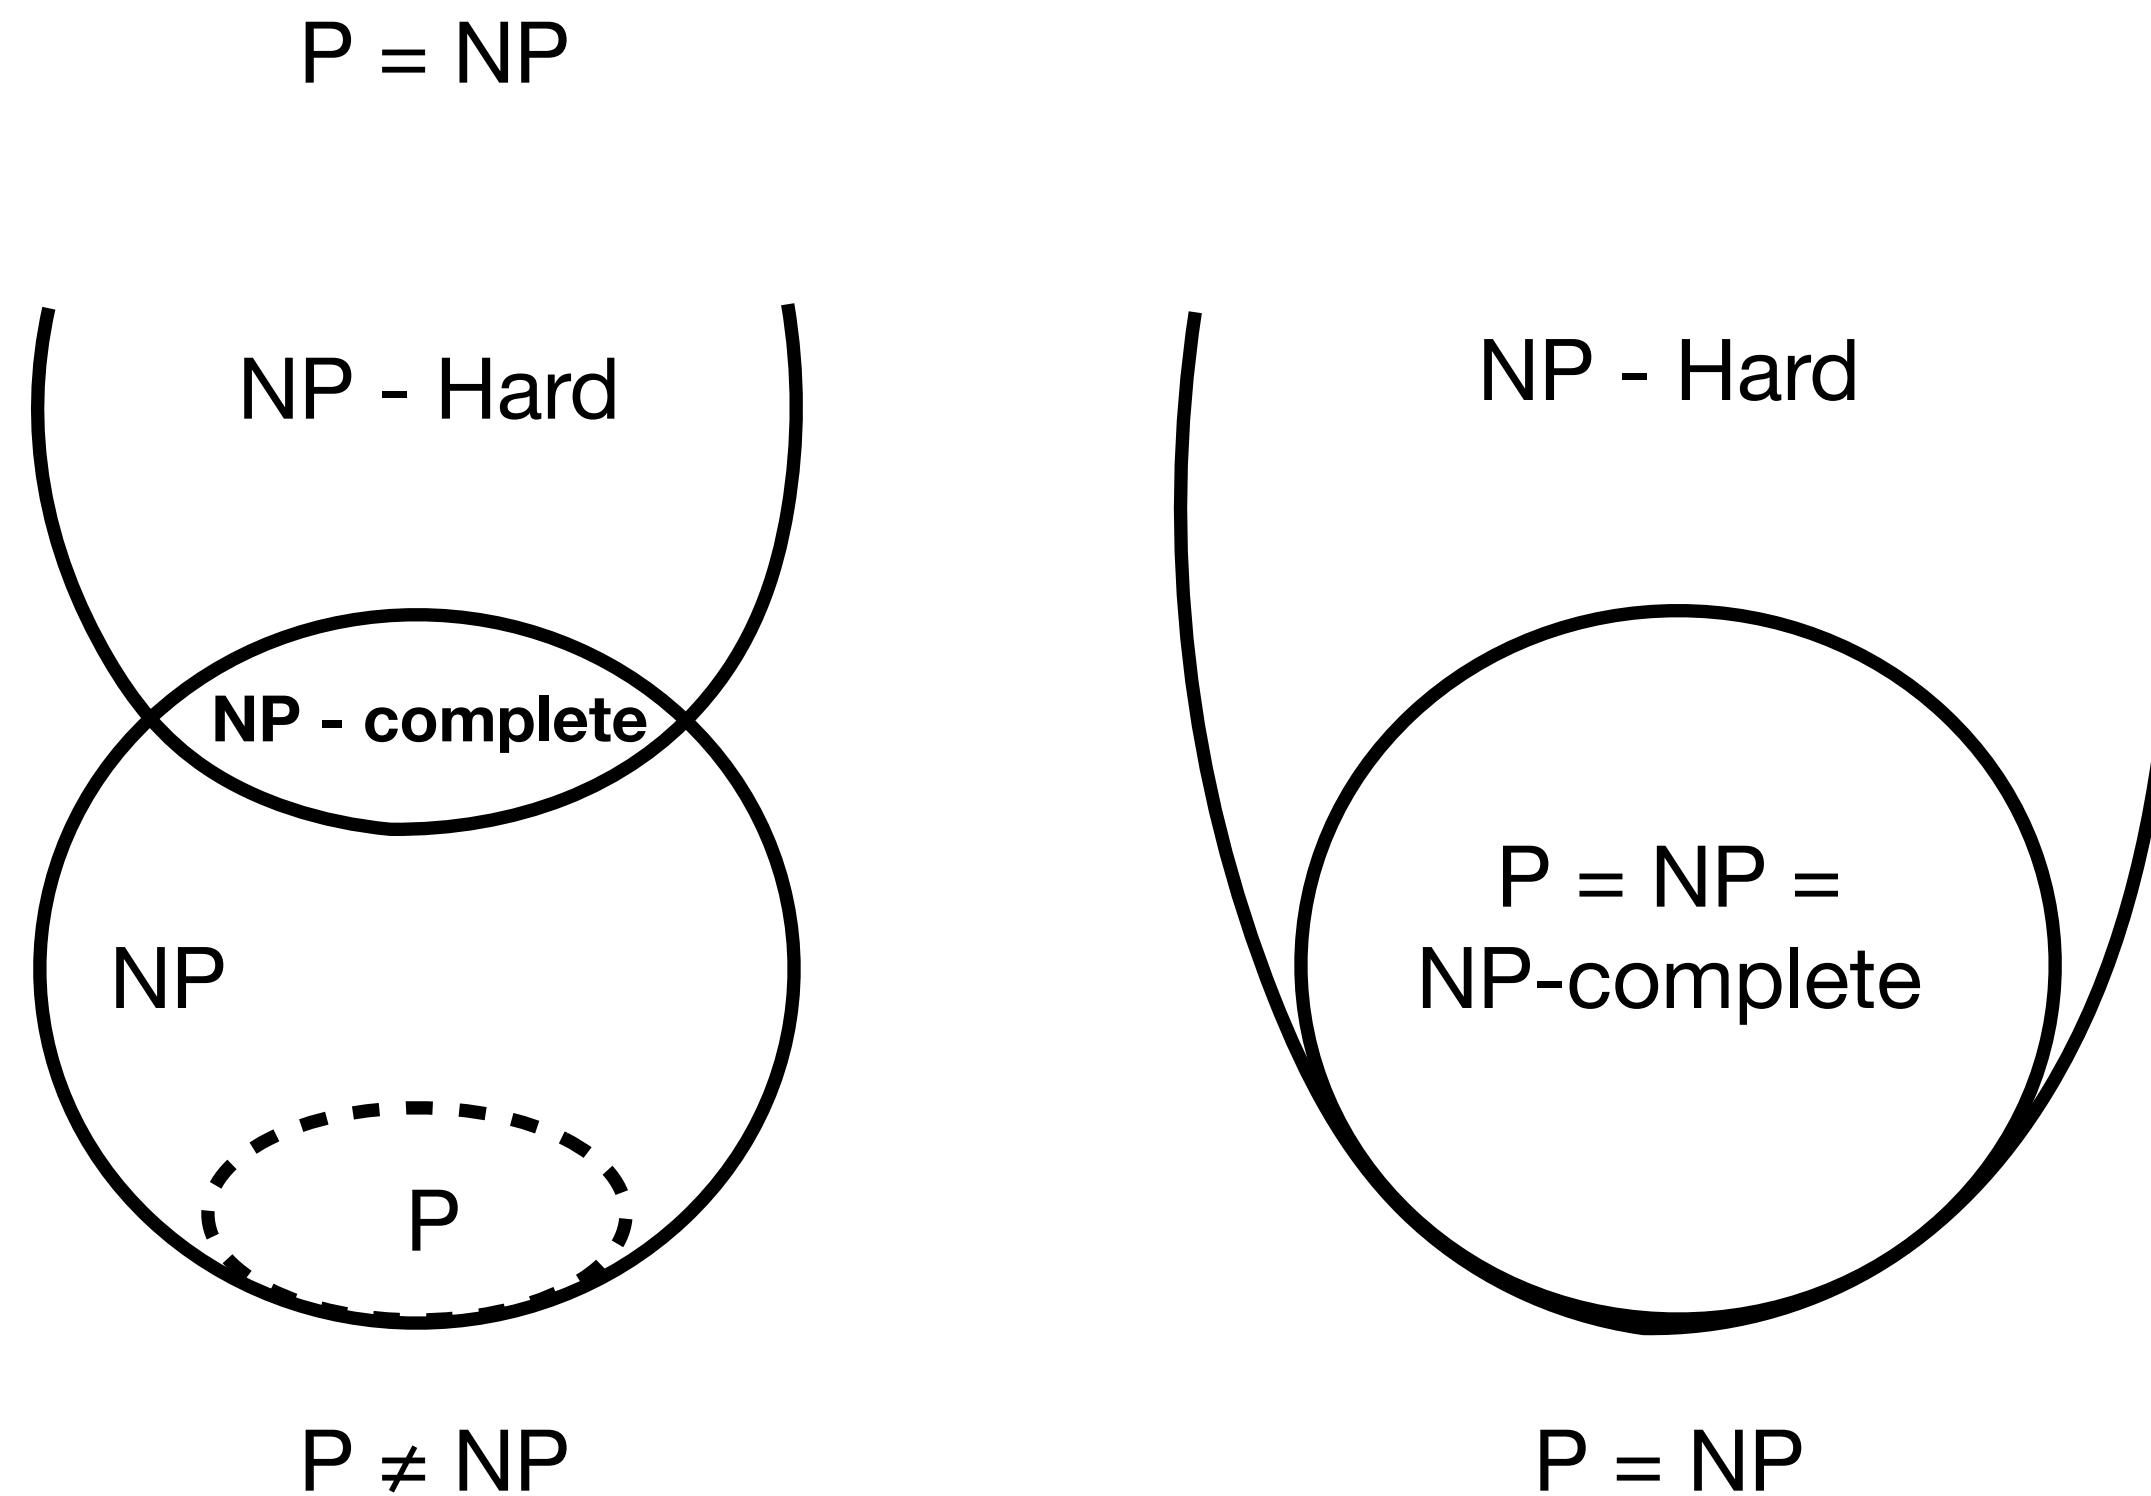 P = NP
NP - Hard
NP - complete
NP
P
P ≠ NP
NP - Hard
P = NP =
NP-complete
P = NP